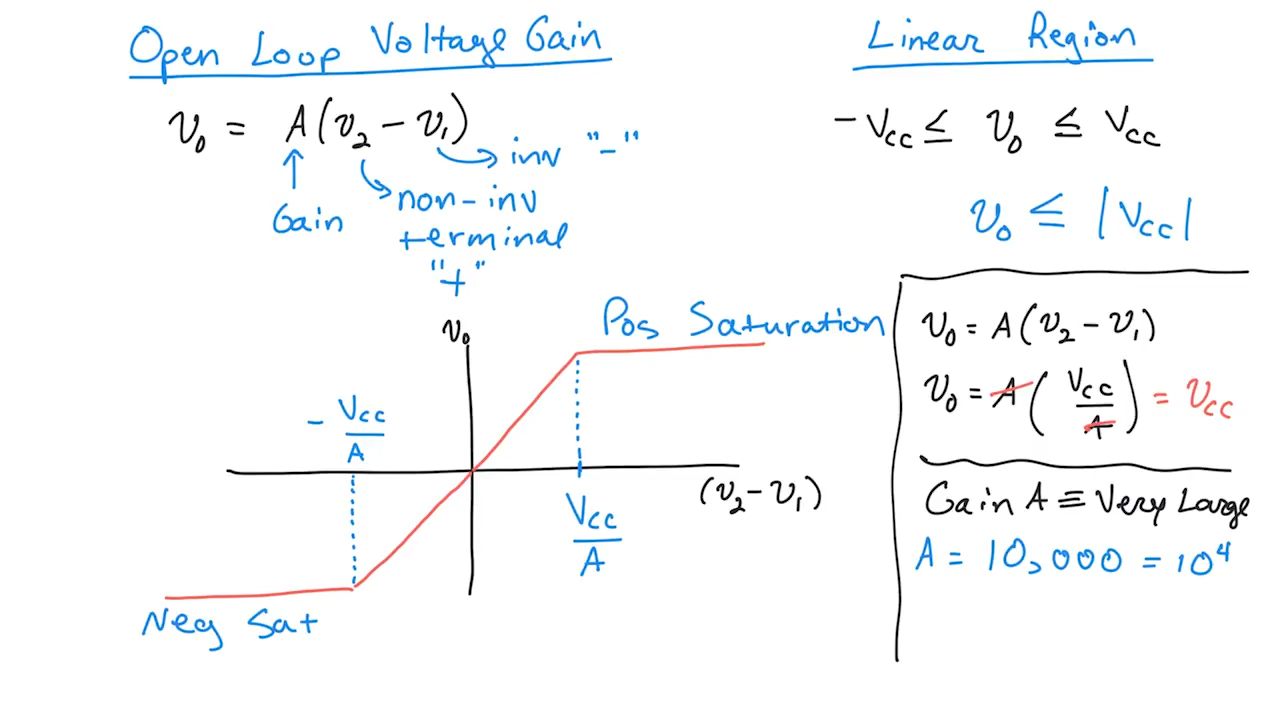 Open Loop Voltage Gain
v₀ = A(v₂ − v₁)
inv "-"
Gain
non-inv
terminal
"+"
Linear Region
-Vcc ≤ v₀ ≤ Vcc
v₀ ≤ |Vcc|
v₀
Pos Saturation
- Vcc/A
(v₂ − v₁)
Vcc/A
Neg Sat
v₀ = A(v₂ − v₁)
v₀ = A(Vcc/A) = Vcc
Gain A ≡ Very Large
A = 10,000 = 10⁴